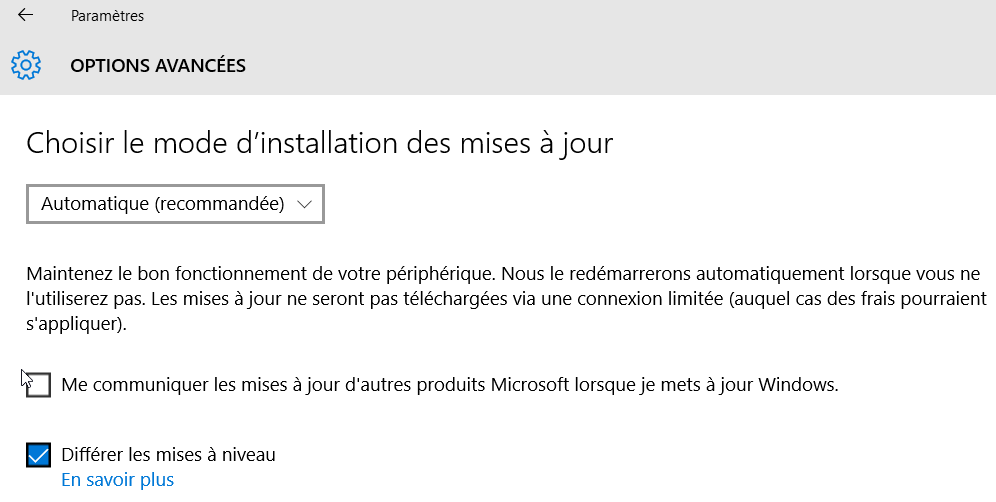 Paramètres
OPTIONS AVANCÉES
Choisir le mode d’installation des mises à jour
Automatique (recommandée)
Maintenez le bon fonctionnement de votre périphérique. Nous le redémarrerons automatiquement lorsque vous ne
l'utiliserez pas. Les mises à jour ne seront pas téléchargées via une connexion limitée (auquel cas des frais pourraient
s'appliquer).
Me communiquer les mises à jour d'autres produits Microsoft lorsque je mets à jour Windows.
Différer les mises à niveau
En savoir plus